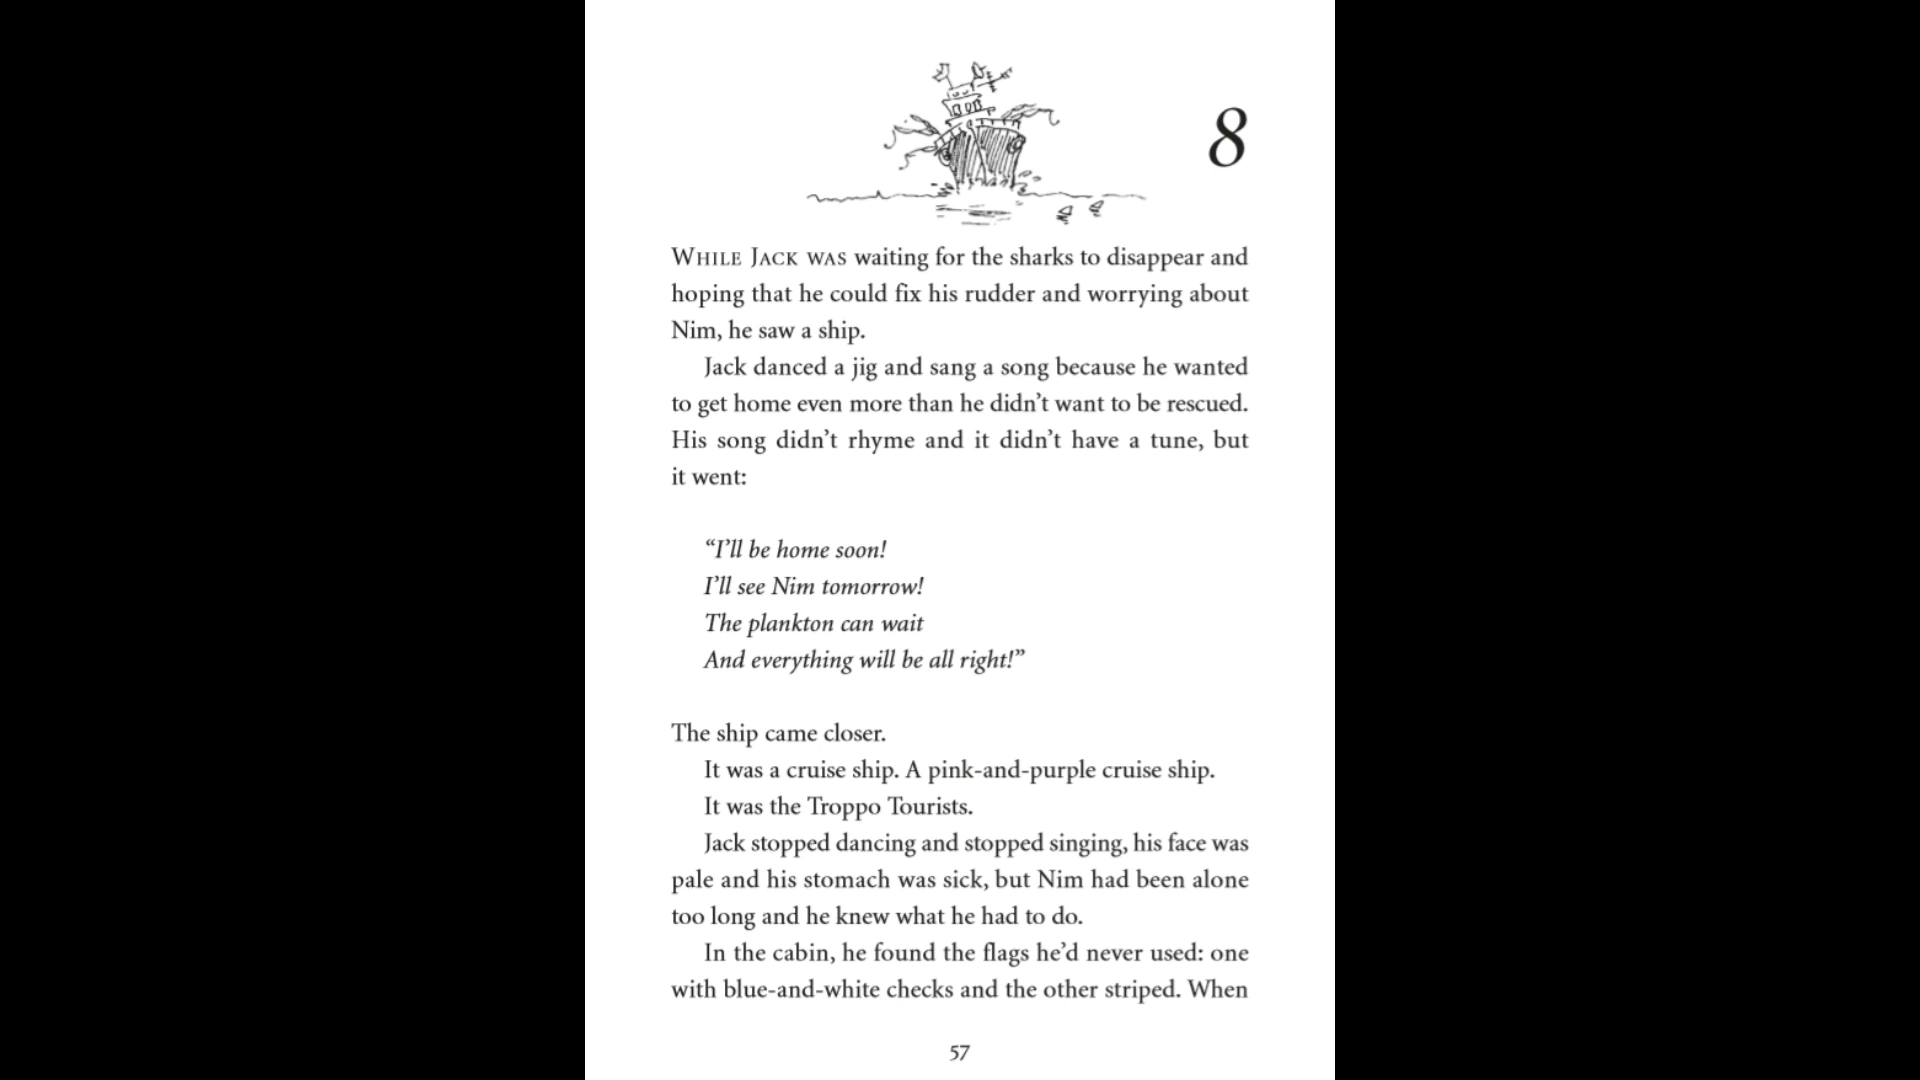 8
WHILE JACK WAS waiting for the sharks to disappear and
hoping that he could fix his rudder and worrying about
Nim, he saw a ship.
Jack danced a jig and sang a song because he wanted
to get home even more than he didn’t want to be rescued.
His song didn’t rhyme and it didn’t have a tune, but
it went:
“I’ll be home soon!
I’ll see Nim tomorrow!
The plankton can wait
And everything will be all right!”
The ship came closer.
It was a cruise ship. A pink-and-purple cruise ship.
It was the Troppo Tourists.
Jack stopped dancing and stopped singing, his face was
pale and his stomach was sick, but Nim had been alone
too long and he knew what he had to do.
In the cabin, he found the flags he’d never used: one
with blue-and-white checks and the other striped. When
57